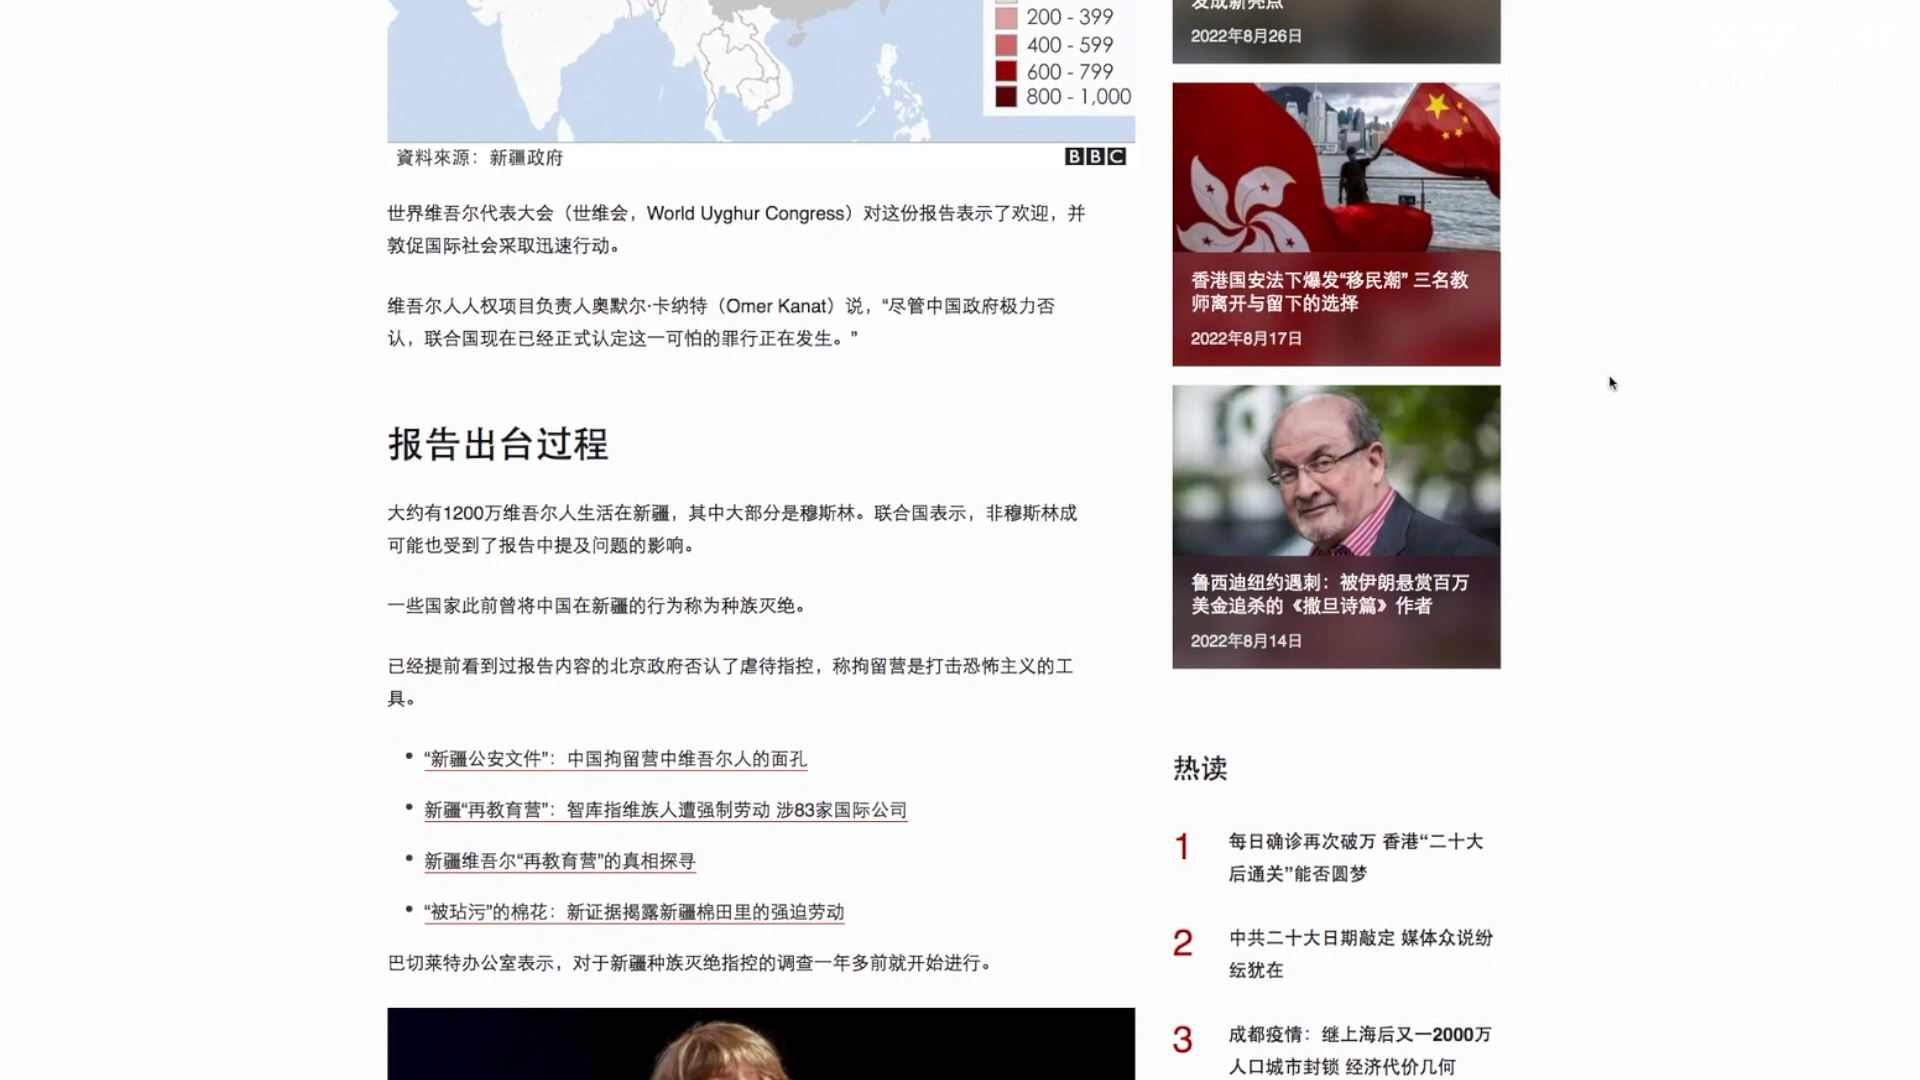 200 - 399
400 - 599
600 - 799
800 - 1,000
資料來源：新疆政府
BBC
世界维吾尔代表大会（世维会，World Uyghur Congress）对这份报告表示了欢迎，并
敦促国际社会采取迅速行动。
维吾尔人人权项目负责人奥默尔·卡纳特（Omer Kanat）说，“尽管中国政府极力否
认，联合国现在已经正式认定这一可怕的罪行正在发生。”
报告出台过程
大约有1200万维吾尔人生活在新疆，其中大部分是穆斯林。联合国表示，非穆斯林成
可能也受到了报告中提及问题的影响。
一些国家此前曾将中国在新疆的行为称为种族灭绝。
已经提前看到过报告内容的北京政府否认了虐待指控，称拘留营是打击恐怖主义的工
具。
“新疆公安文件”：中国拘留营中维吾尔人的面孔
新疆“再教育营”：智库指维族人遭强制劳动 涉83家国际公司
新疆维吾尔“再教育营”的真相探寻
“被玷污”的棉花：新证据揭露新疆棉田里的强迫劳动
巴切莱特办公室表示，对于新疆种族灭绝指控的调查一年多前就开始进行。
发成新亮点
2022年8月26日
香港国安法下爆发“移民潮” 三名教
师离开与留下的选择
2022年8月17日
鲁西迪纽约遇刺：被伊朗悬赏百万
美金追杀的《撒旦诗篇》作者
2022年8月14日
热读
1 每日确诊再次破万 香港“二十大
后通关”能否圆梦
2 中共二十大日期敲定 媒体众说纷
纭犹在
3 成都疫情：继上海后又一2000万
人口城市封锁 经济代价几何